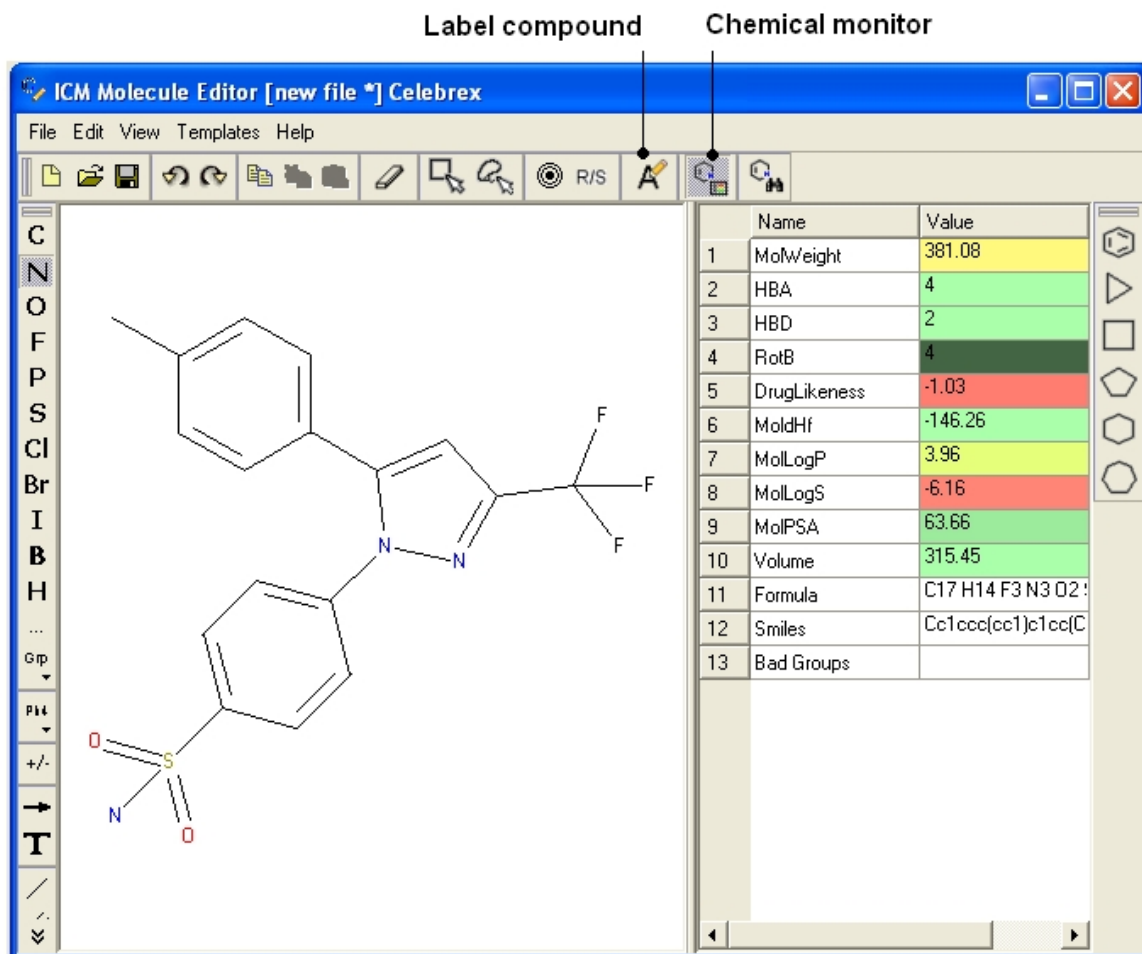 Label compound Chemical monitor
ICM Molecule Editor [new file *] Celebrex
File Edit View Templates Help
R/S A
Name Value
1 MolWeight 381.08
2 HBA 4
3 HBD 2
4 RotB 4
5 DrugLikeness -1.03
6 MoldHf -146.26
7 MolLogP 3.96
8 MolLogS -6.16
9 MolPSA 63.66
10 Volume 315.45
11 Formula C17 H14 F3 N3 O2
12 Smiles Cc1ccc(cc1)c1cc(C
13 Bad Groups
C
N
O
F
P
S
Cl
Br
I
B
H
...
Grp
+/-
T
F
F
F
N
N
O
S
N
O